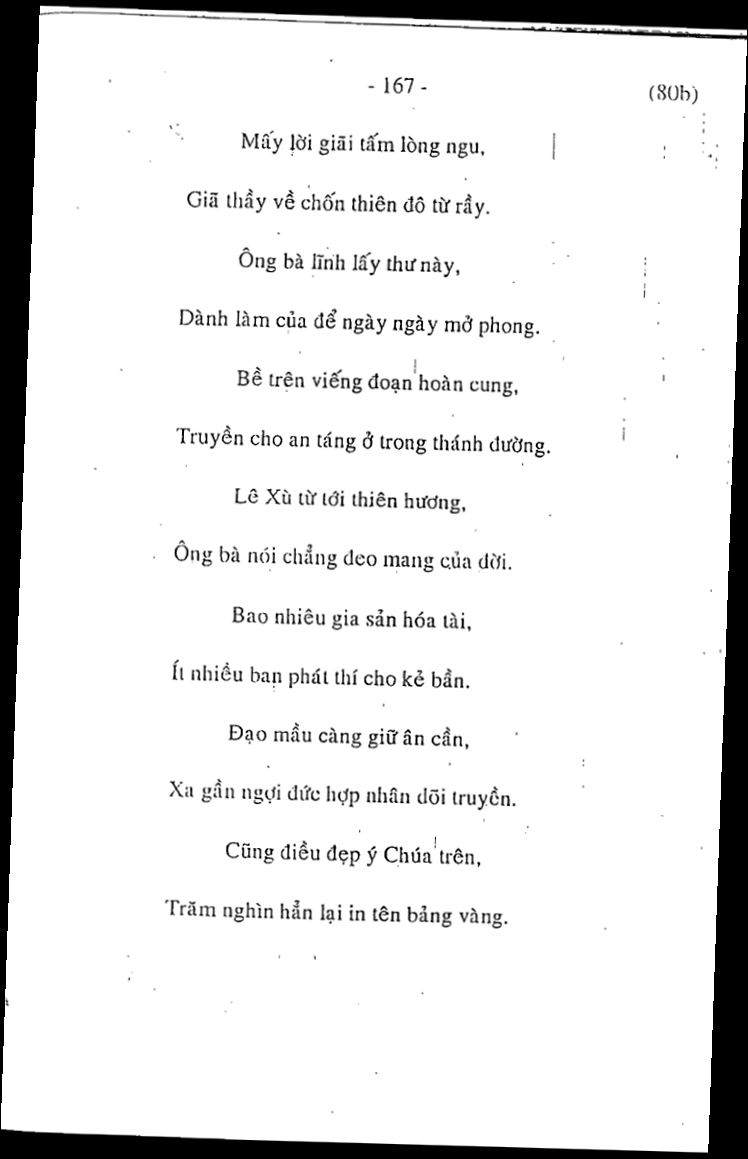 - 167 -
(80b)
Mấy lời giãi tấm lòng ngu,
Giã thầy về chốn thiên đô từ rầy.
Ông bà lĩnh lấy thư này,
Dành làm của để ngày ngày mở phong.
Bề trên viếng đoạn hoàn cung,
Truyền cho an táng ở trong thánh đường.
Lê Xù từ tới thiên hương,
Ông bà nói chẳng đeo mang của đời.
Bao nhiêu gia sản hóa tài,
Ít nhiều ban phát thí cho kẻ bần.
Đạo mầu càng giữ ân cần,
Xa gần ngợi đức hợp nhân dõi truyền.
Cũng điều đẹp ý Chúa trên,
Trăm nghìn hẳn lại in tên bảng vàng.